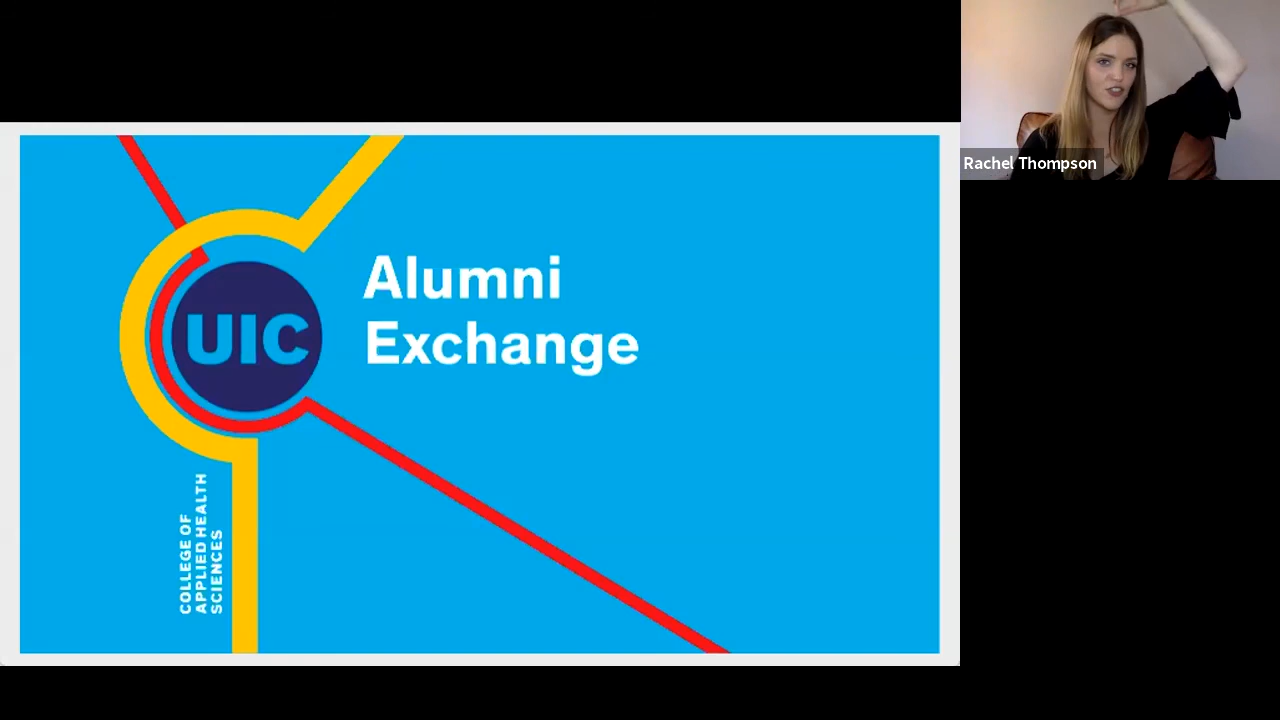 Alumni
Exchange
UIC
COLLEGE OF
APPLIED HEALTH
SCIENCES
Rachel Thompson